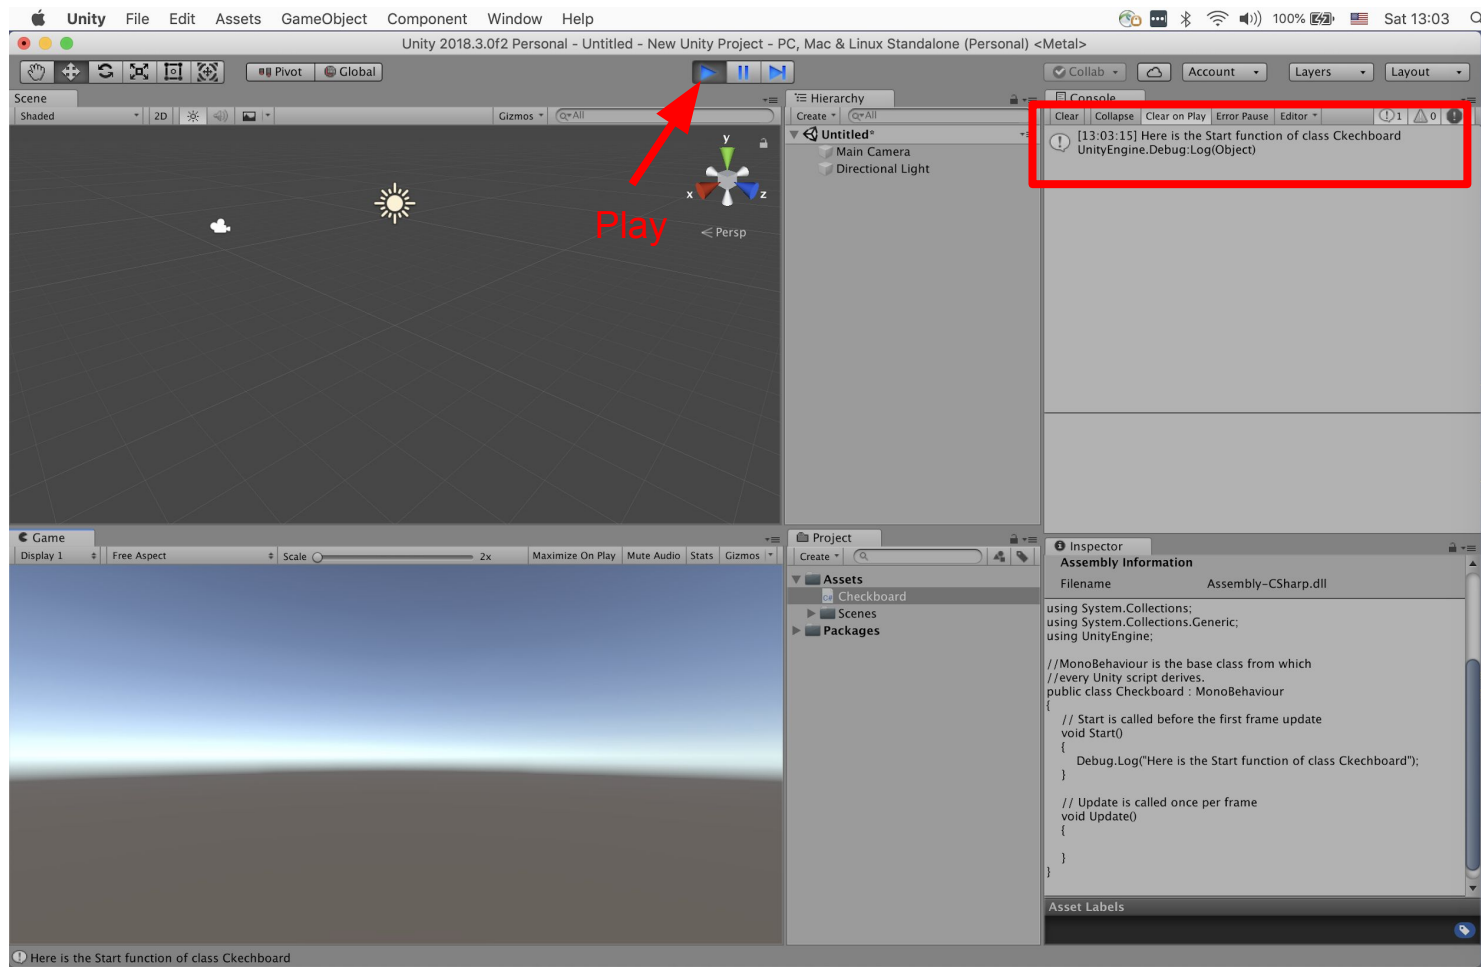 Unity File Edit Assets GameObject Component Window Help 100% Sat 13:03
Unity 2018.3.0f2 Personal - Untitled - New Unity Project - PC, Mac & Linux Standalone (Personal) <Metal>
Pivot Global Collab Account Layers Layout
Scene
Shaded 2D Gizmos All
y
x z
Persp
Play
Hierarchy
Create All
Untitled*
Main Camera
Directional Light
Console
Clear Collapse Clear on Play Error Pause Editor 1 0
[13:03:15] Here is the Start function of class Ckechboard
UnityEngine.Debug:Log(Object)
Game
Display 1 Free Aspect Scale 2x Maximize On Play Mute Audio Stats Gizmos
Project
Create
Assets
C# Checkboard
Scenes
Packages
Inspector
Assembly Information
Filename Assembly-CSharp.dll
using System.Collections;
using System.Collections.Generic;
using UnityEngine;
//MonoBehaviour is the base class from which
//every Unity script derives.
public class Checkboard : MonoBehaviour
{
// Start is called before the first frame update
void Start()
{
Debug.Log("Here is the Start function of class Ckechboard");
}
// Update is called once per frame
void Update()
{
}
}
Asset Labels
Here is the Start function of class Ckechboard